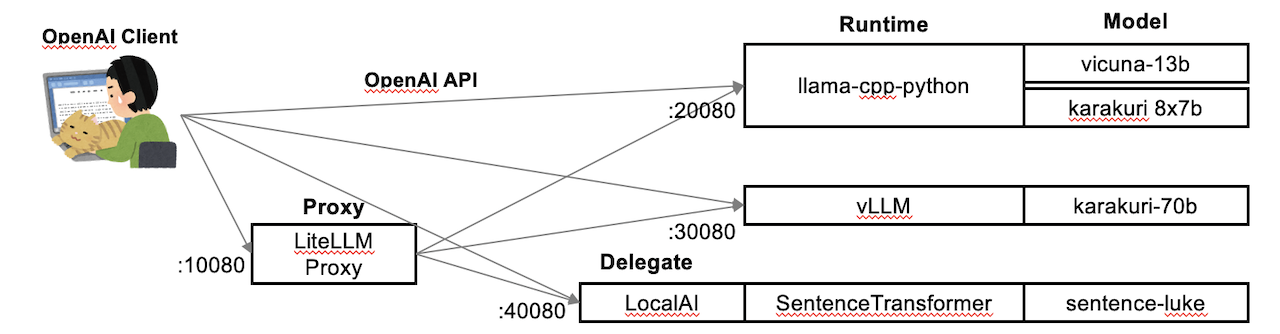 OpenAI Client
OpenAI API
Runtime
Model
llama-cpp-python
vicuna-13b
karakuri 8x7b
:20080
vLLM
karakuri-70b
:30080
Proxy
LiteLLM
Proxy
:10080
Delegate
LocalAI
SentenceTransformer
sentence-luke
:40080